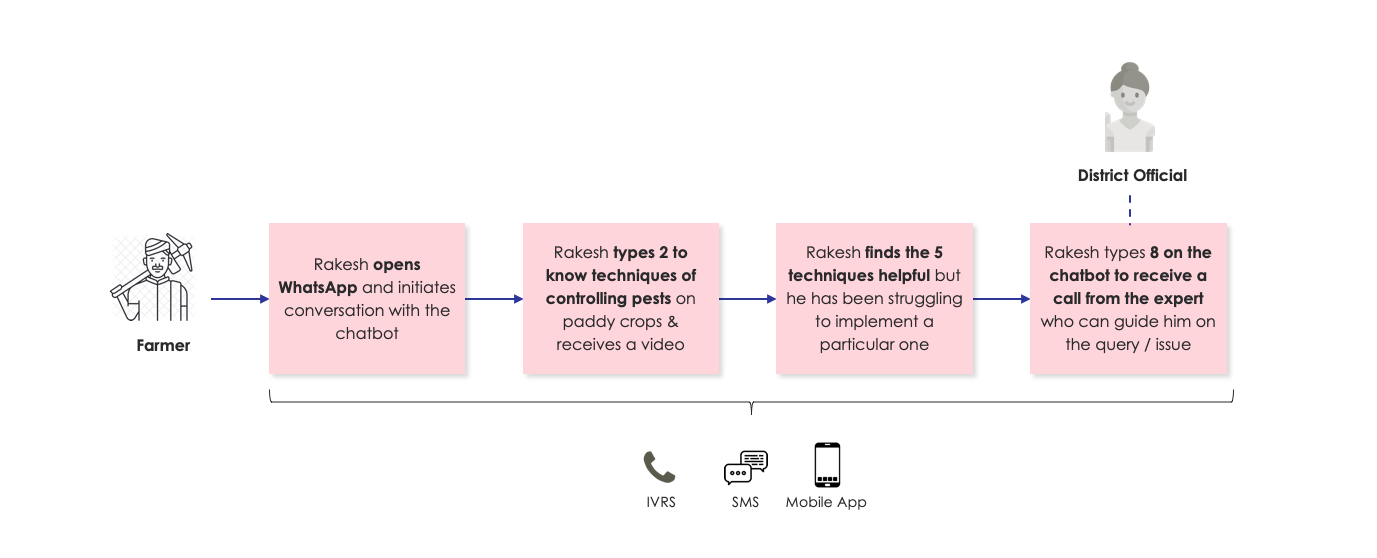 District Official
Farmer
Rakesh opens
WhatsApp and initiates
conversation with the
chatbot
Rakesh types 2 to
know techniques of
controlling pests on
paddy crops &
receives a video
Rakesh finds the 5
techniques helpful but
he has been struggling
to implement a
particular one
Rakesh types 8 on the
chatbot to receive a
call from the expert
who can guide him on
the query / issue
IVRS
SMS
Mobile App